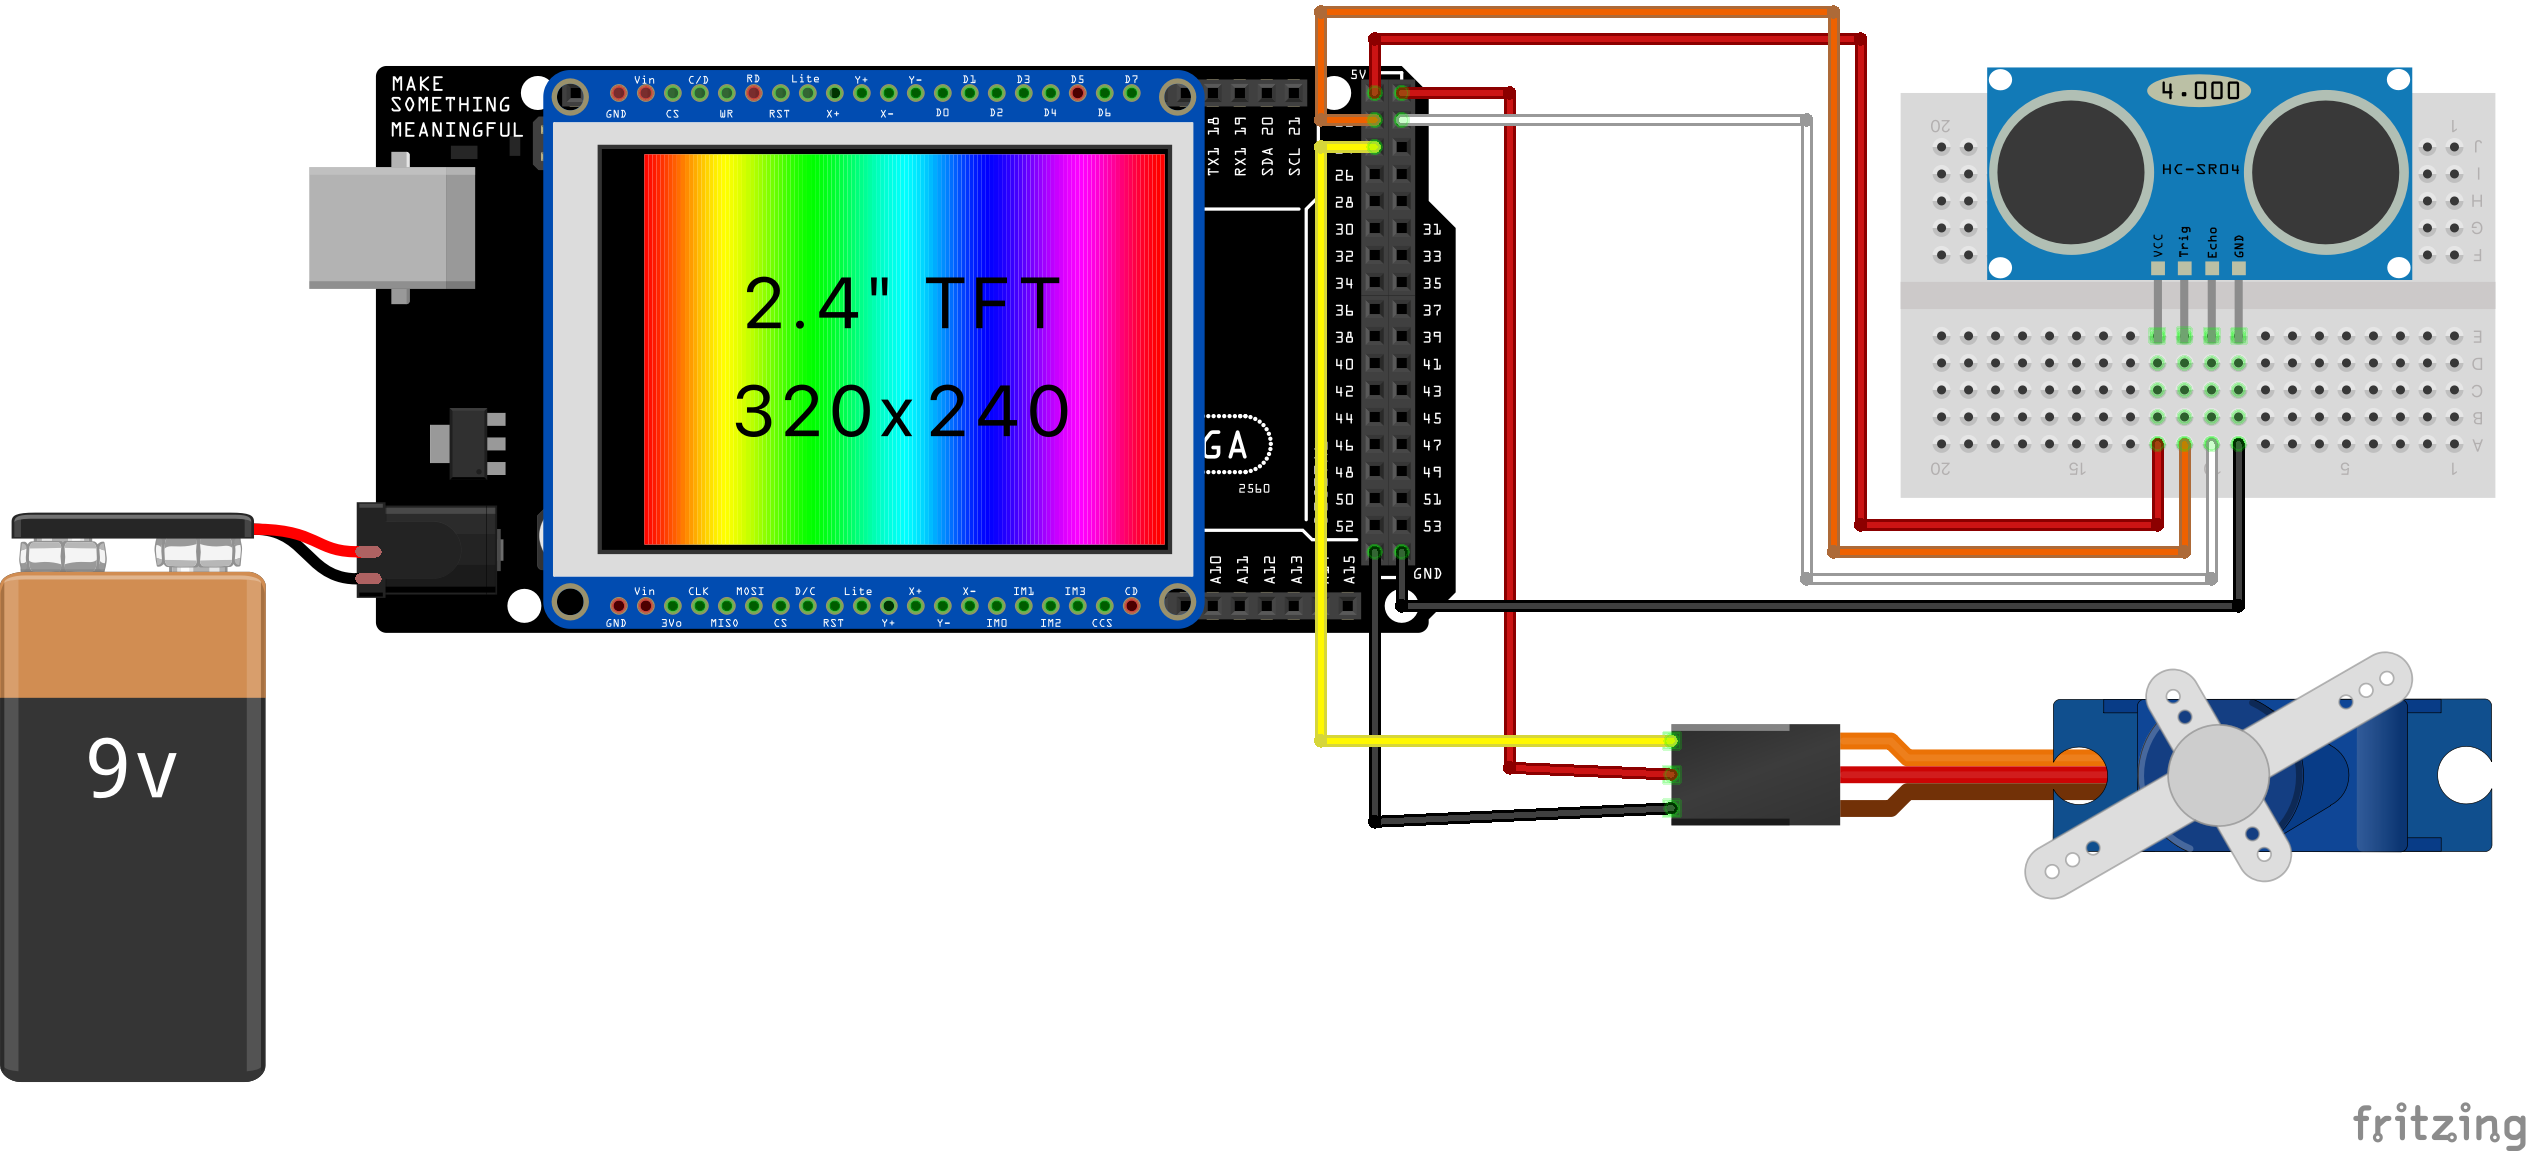 MAKE
SOMETHING
MEANINGFUL
Vin C/D RD Lite Y+ Y- D1 D3 D5 D7
GND CS WR RST X+ X- D0 D2 D4 D6
2.4" TFT
320x240
Vin CLK MOSI D/C Lite X+ X- IM1 IM3 CD
GND 3Vo MISO CS RST Y+ Y- IM0 IM2 CCS
TX1 18
RX1 19
SDA 20
SCL 21
5V
26
28
30 31
32 33
34 35
36 37
38 39
40 41
42 43
44 45
46 47
48 49
50 51
52 53
GND
GA
2560
A10
A11
A12
A13
A15
4.000
HC-SR04
VCC
Trig
Echo
GND
20 1
J
I
H
G
F
E
D
C
B
A
20 15 5 1
9v
fritzing